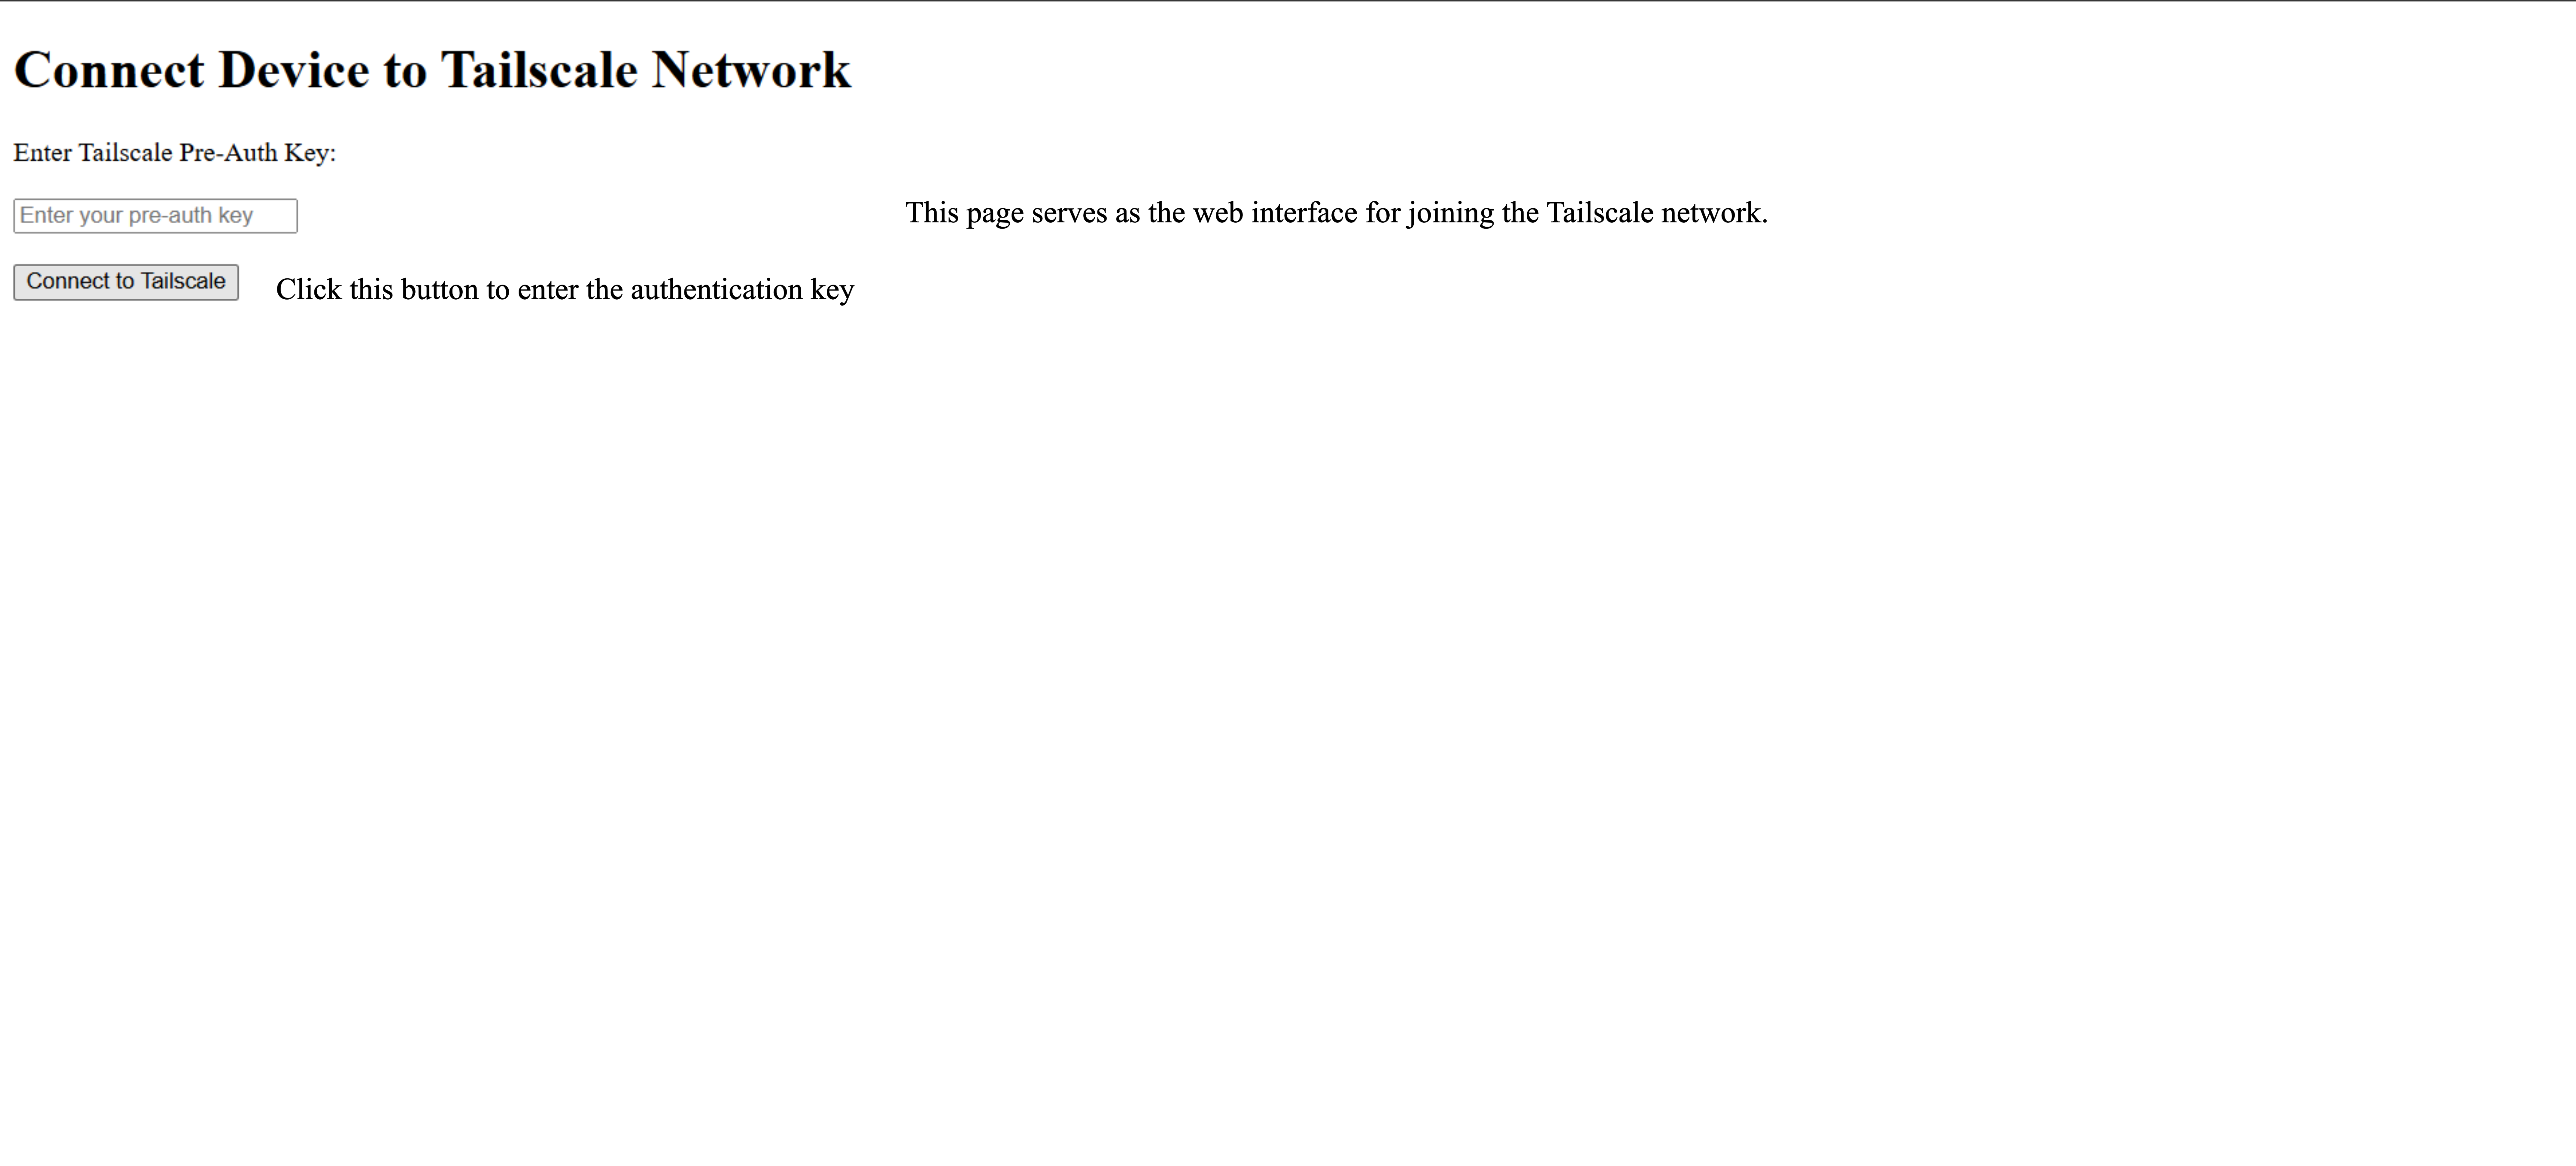 Connect Device to Tailscale Network
Enter Tailscale Pre-Auth Key:
Enter your pre-auth key
This page serves as the web interface for joining the Tailscale network.
Connect to Tailscale
Click this button to enter the authentication key